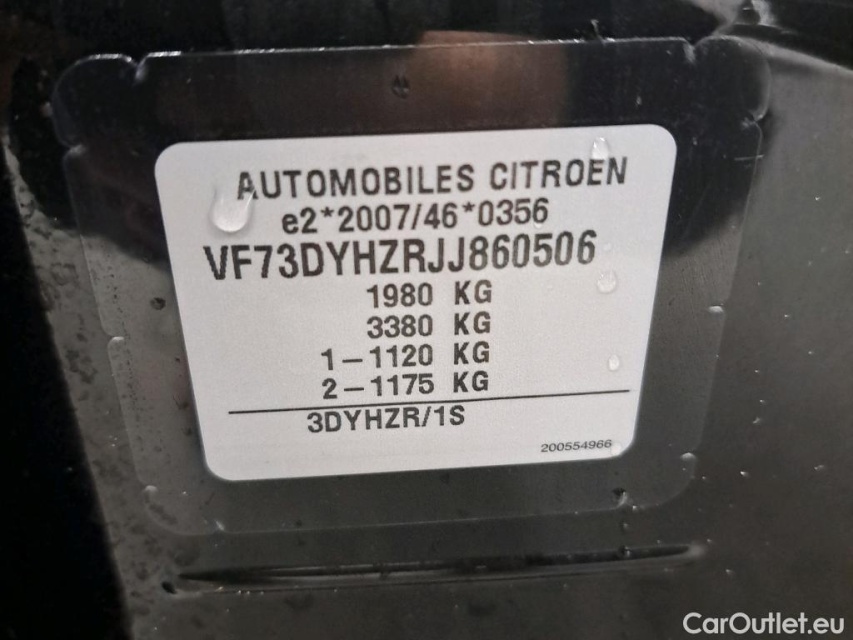 AUTOMOBILES CITROËN
e2*2007/46*0356
VF73DYHZRJJ860506
1980 KG
3380 KG
1-1120 KG
2-1175 KG
3DYHZR/1S
200554966
CarOutlet.eu